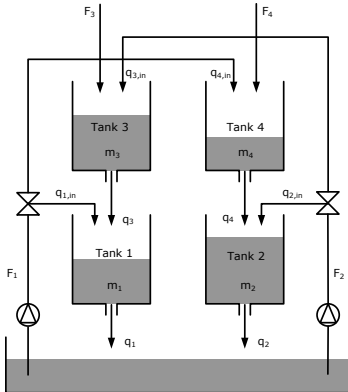 F3 F4
q3,in q4,in
Tank 3 Tank 4
m3 m4
q1,in q2,in
q3 q4
Tank 1 Tank 2
F1 F2
m1 m2
q1 q2